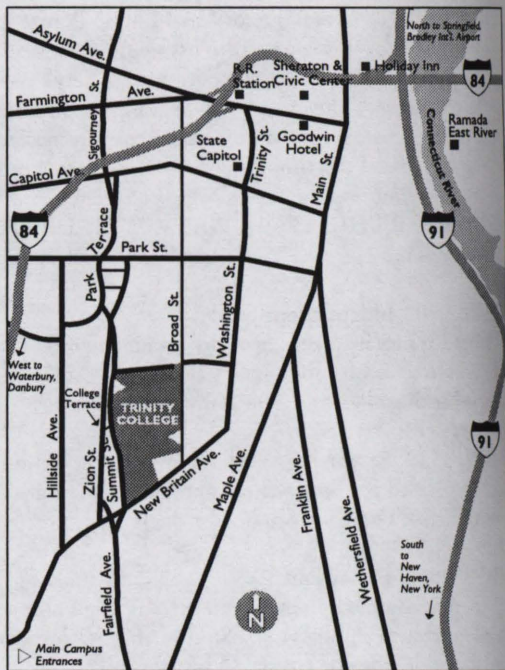 North to Springfield,
Bradley Int'l. Airport
Asylum Ave.
R.R.
Station
Sheraton &
Civic Center
Holiday Inn
84
Farmington
Ave.
Sigourney
St.
State
Capitol
Trinity St.
Goodwin
Hotel
Main St.
Connecticut River
Ramada
East River
Capitol Ave.
84
91
Terrace
Park
Park St.
Broad St.
Washington St.
West to
Waterbury,
Danbury
College
Terrace
TRINITY
COLLEGE
Hillside Ave.
Zion St.
Summit St.
New Britain Ave.
Maple Ave.
Franklin Ave.
Wethersfield Ave.
91
South
to
New
Haven,
New York
Fairfield Ave.
N
Main Campus
Entrances